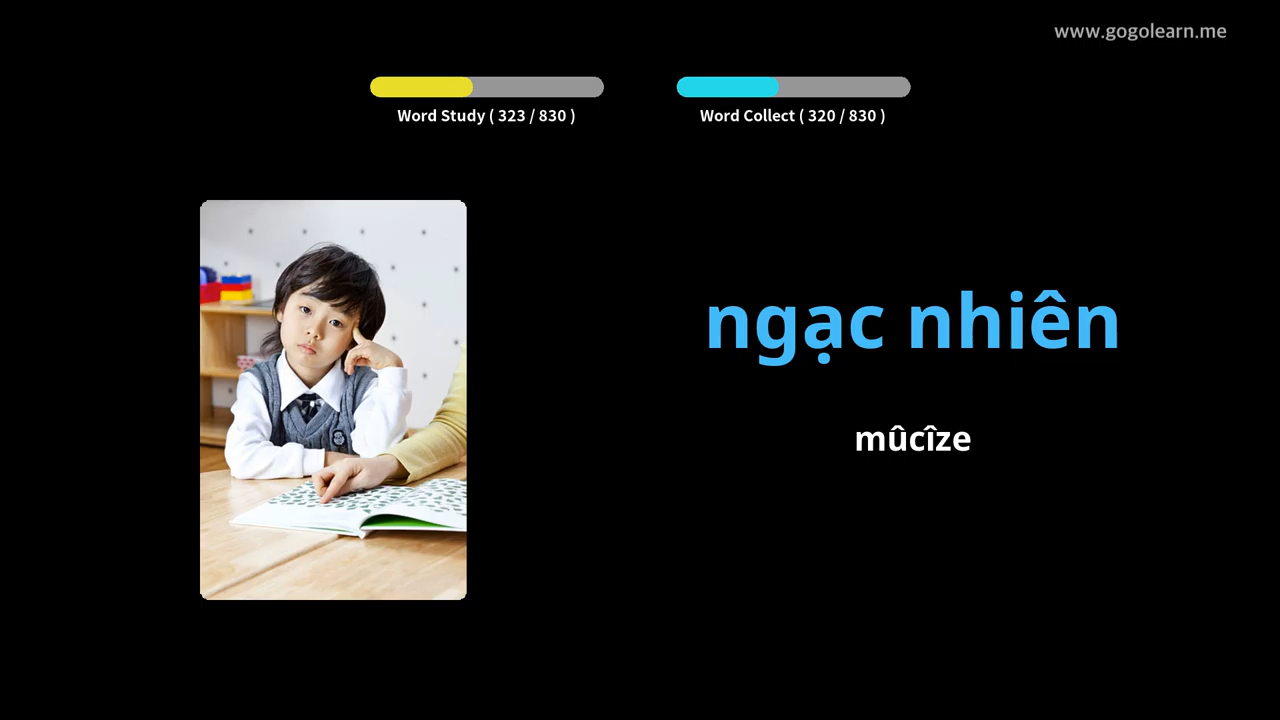 www.gogolearn.me
Word Study ( 323 / 830 )
Word Collect ( 320 / 830 )
ngạc nhiên
mûcîze